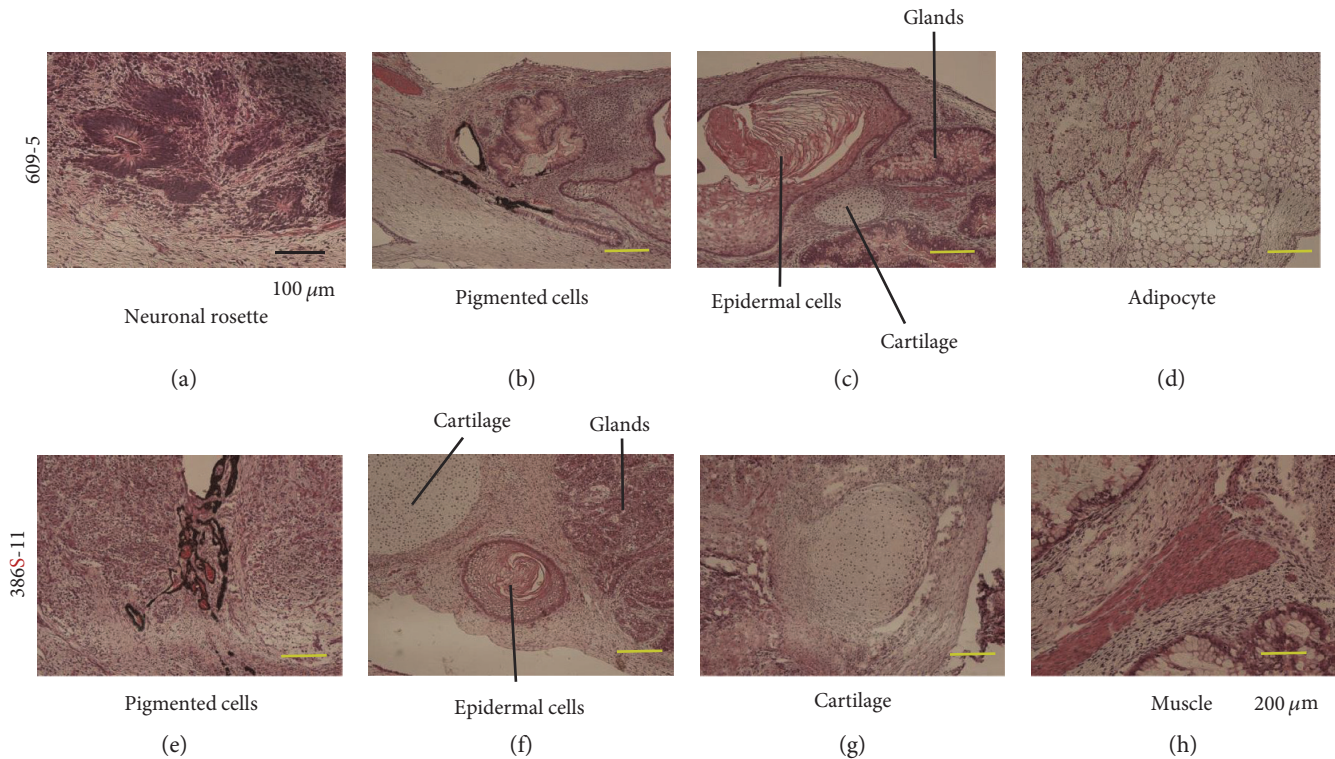 Glands
609-5
100 μm
Neuronal rosette
Pigmented cells
Epidermal cells
Cartilage
Adipocyte
(a)
(b)
(c)
(d)
Cartilage
Glands
386S-11
Pigmented cells
Epidermal cells
Cartilage
Muscle
200 μm
(e)
(f)
(g)
(h)